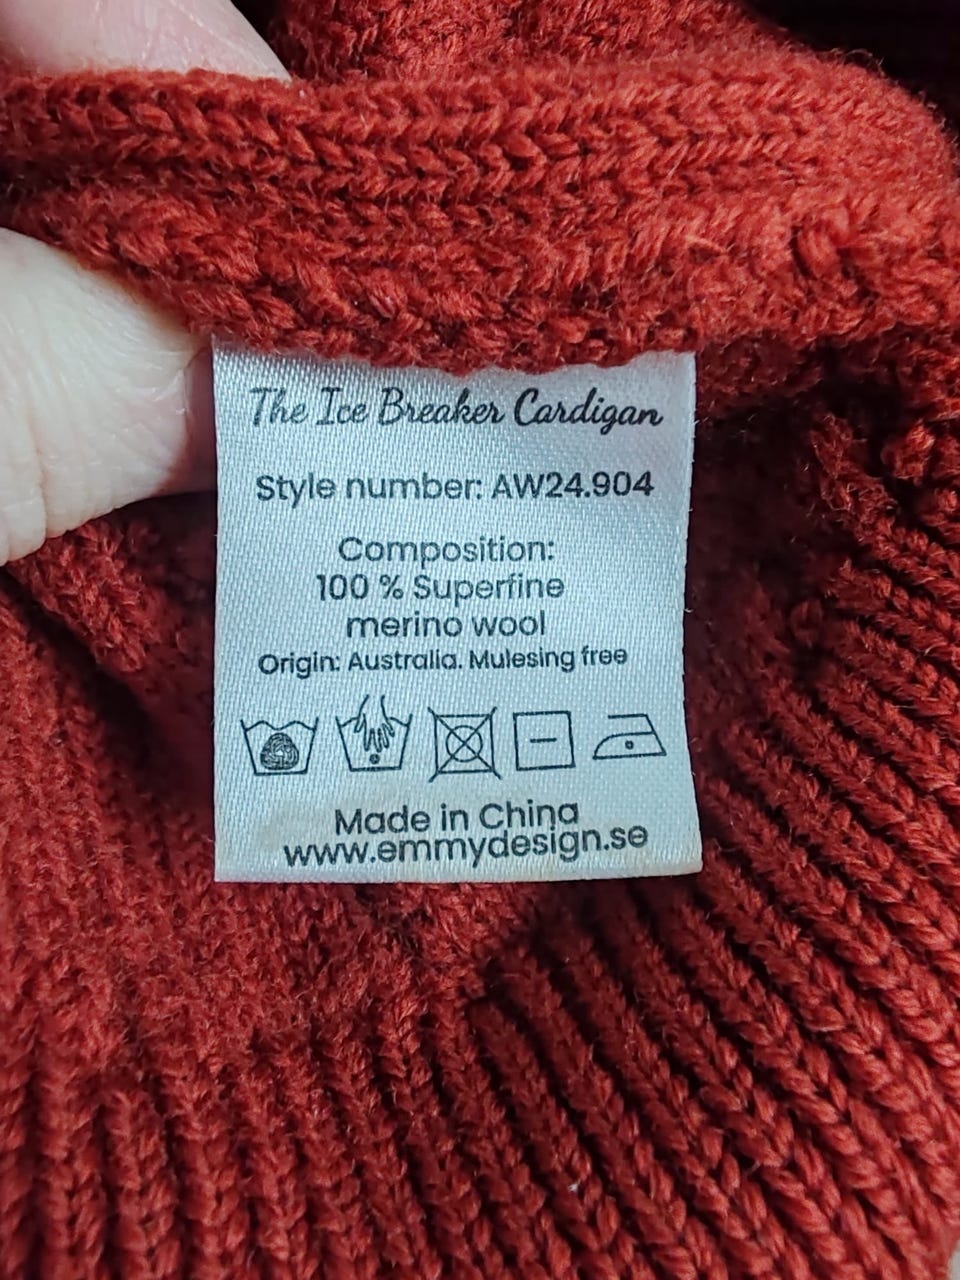 The Ice Breaker Cardigan
Style number: AW24.904
Composition:
100 % Superfine
merino wool
Origin: Australia. Mulesing free
Made in China
www.emmydesign.se